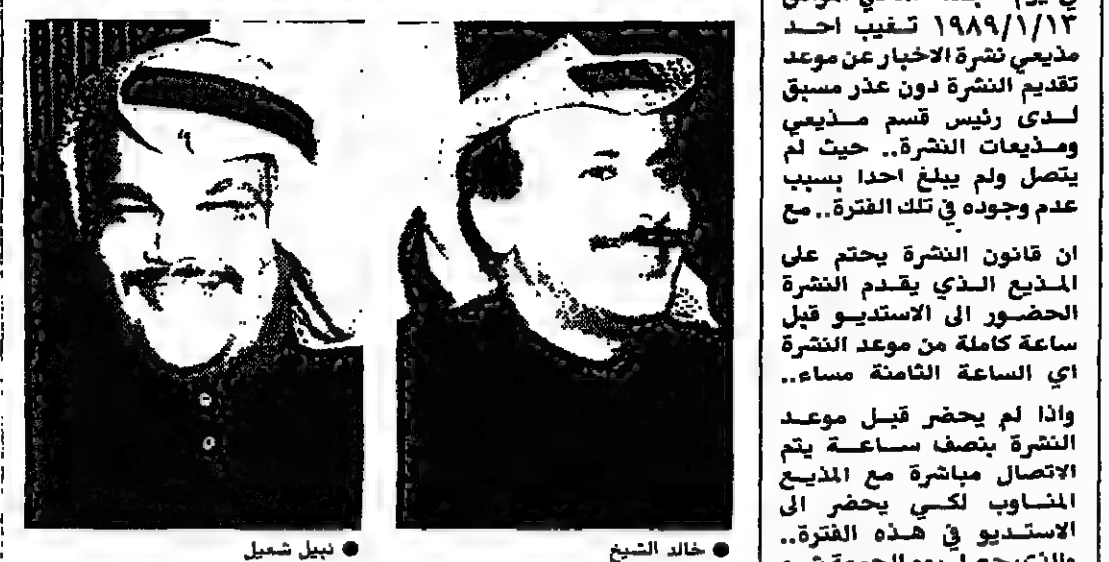 ١٩٨٩/١/١٣ تغيب احد
مذيعي نشرة الاخبار عن موعد
تقديم النشرة دون عذر مسبق
لدى رئيس قسم مذيعي
ومذيعات النشرة.. حيث لم
يتصل ولم يبلغ احدا بسبب
عدم وجوده في تلك الفترة.. مع
ان قانون النشرة يحتم على
المذيع الذي يقدم النشرة
الحضور الى الاستديو قبل
ساعة كاملة من موعد النشرة
اي الساعة الثامنة مساء..
واذا لم يحضر قبل موعد
النشرة بنصف ساعة يتم
الاتصال مباشرة مع المذيع
المناوب لكي يحضر الى
الاستديو في هذه الفترة..
● خالد الشيخ
● نبيل شعيل